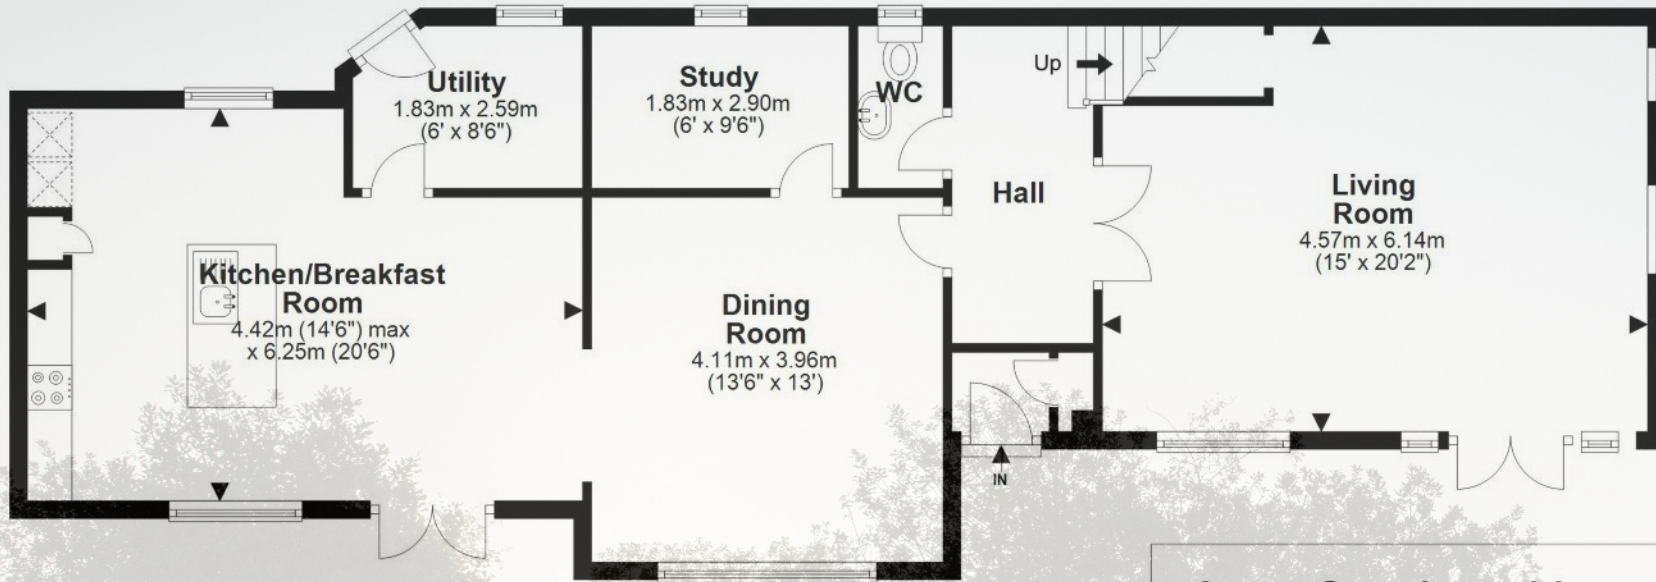 Utility
1.83m x 2.59m
(6' x 8'6")
Study
1.83m x 2.90m
(6' x 9'6")
WC
Up
Hall
Living
Room
4.57m x 6.14m
(15' x 20'2")
Kitchen/Breakfast
Room
4.42m (14'6") max
x 6.25m (20'6")
Dining
Room
4.11m x 3.96m
(13'6" x 13')
IN